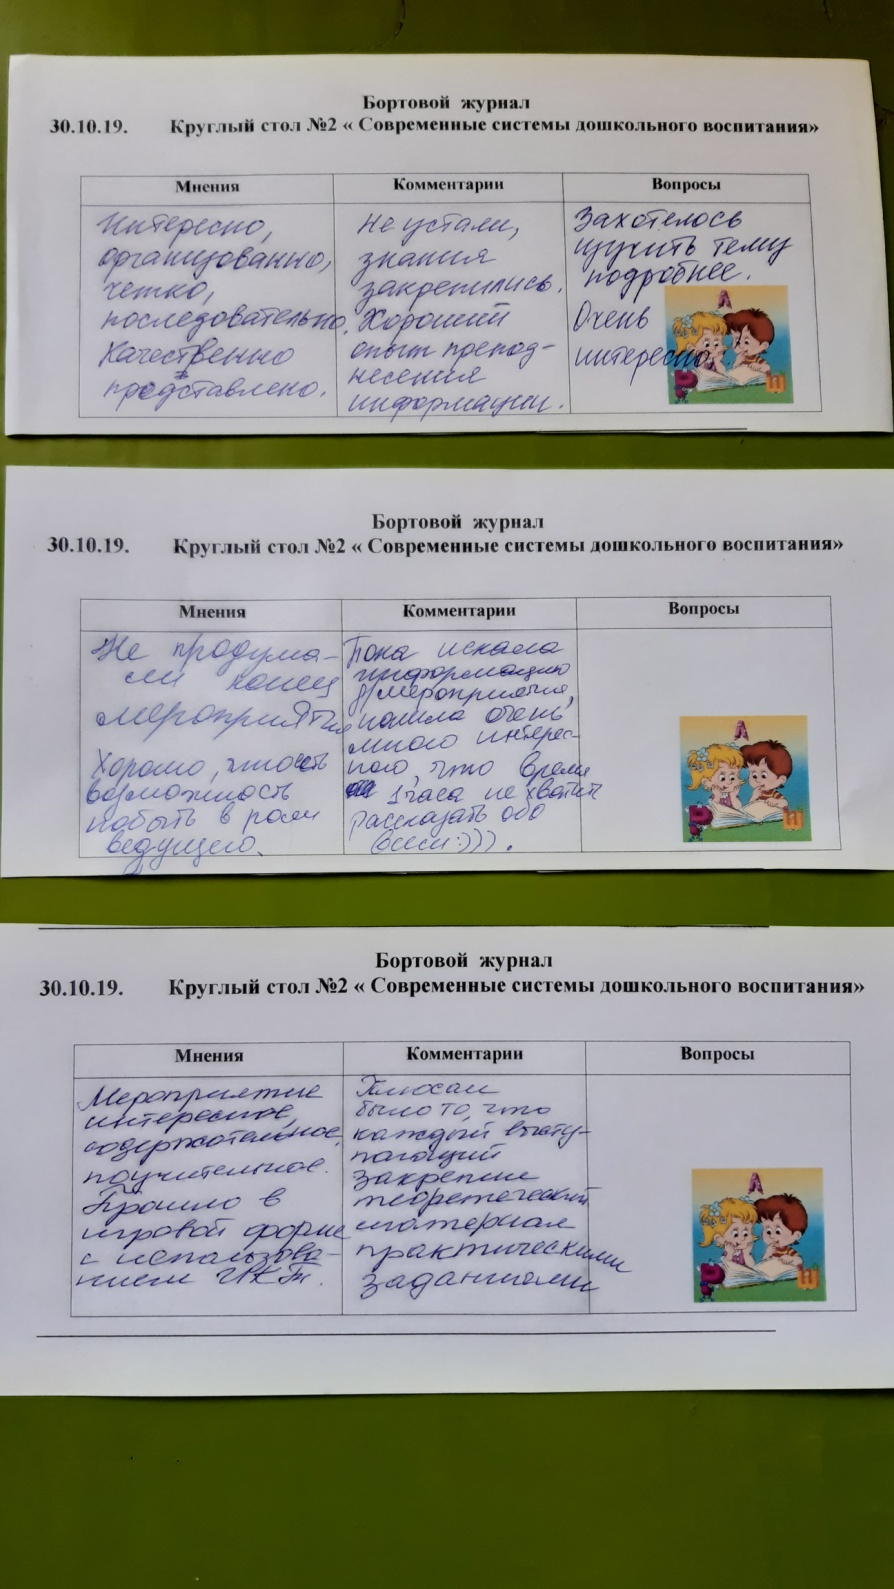 Бортовой журнал
30.10.19. Круглый стол №2 « Современные системы дошкольного воспитания»
Мнения Комментарии Вопросы
Интересно,
организованно,
четко,
последовательно.
Качественно
представлено.
Не устали,
знания
закрепились.
Хороший
опыт препод-
несения
информации.
Захотелось
изучить тему
подробнее.
Очень
интересно.
А
Р
Ш
Бортовой журнал
30.10.19. Круглый стол №2 « Современные системы дошкольного воспитания»
Мнения Комментарии Вопросы
Не продума-
ли конец
мероприятия
Хорошо, что есть
возможность
побыть в роли
ведущего.
Пока искала
информацию
д/мероприятия,
нашла очень
много интерес-
ного, что время
1 часа не хватит
рассказать обо
всём:))).
А
Р
Ш
Бортовой журнал
30.10.19. Круглый стол №2 « Современные системы дошкольного воспитания»
Мнения Комментарии Вопросы
Мероприятие
интересное,
содержательное,
поучительное.
Прошло в
игровой форме
с использова-
нием ИКТ.
Плюсом
было то, что
каждый высту-
пающий
закрепил
теоретический
материал
практическими
заданиями
А
Р
Ш